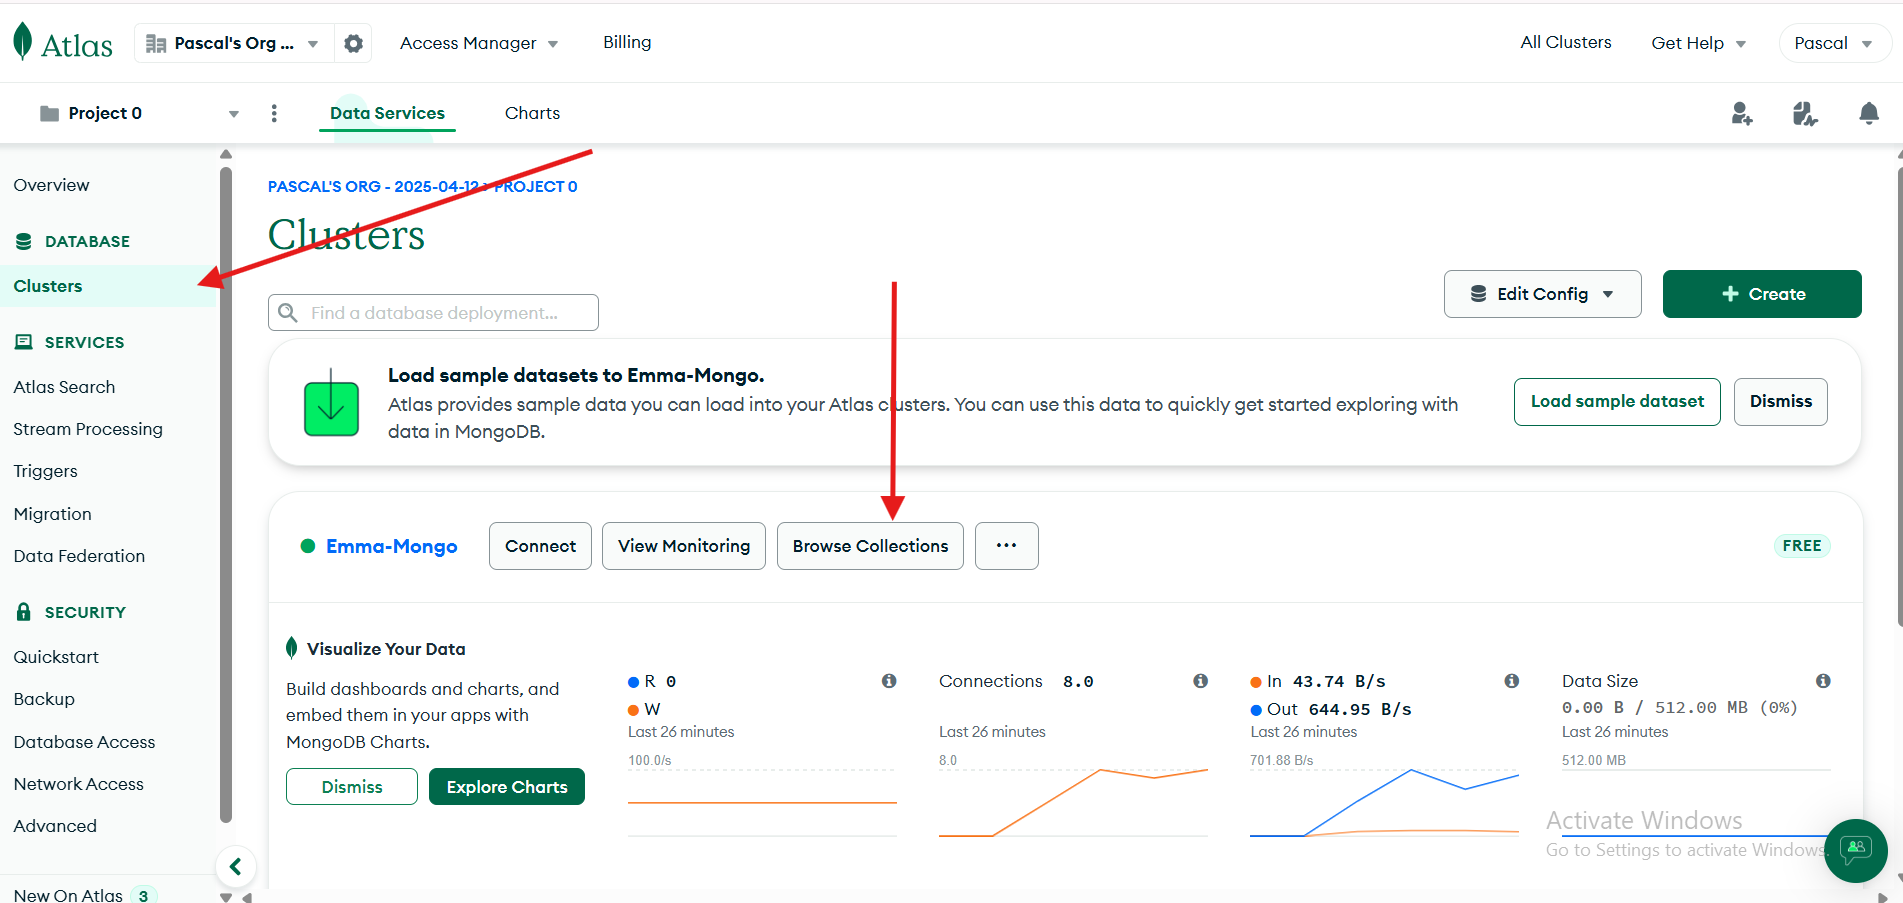 Atlas
Pascal's Org ...
Access Manager
Billing
All Clusters
Get Help
Pascal
Project 0
Data Services
Charts
Overview
DATABASE
Clusters
SERVICES
Atlas Search
Stream Processing
Triggers
Migration
Data Federation
SECURITY
Quickstart
Backup
Database Access
Network Access
Advanced
New On Atlas 3
PASCAL'S ORG - 2025-04-12 > PROJECT 0
Clusters
Find a database deployment...
Edit Config
+ Create
Load sample datasets to Emma-Mongo.
Atlas provides sample data you can load into your Atlas clusters. You can use this data to quickly get started exploring with
data in MongoDB.
Load sample dataset
Dismiss
Emma-Mongo
Connect
View Monitoring
Browse Collections
...
FREE
Visualize Your Data
Build dashboards and charts, and
embed them in your apps with
MongoDB Charts.
Dismiss
Explore Charts
R 0
W
Last 26 minutes
100.0/s
Connections 8.0
Last 26 minutes
8.0
In 43.74 B/s
Out 644.95 B/s
Last 26 minutes
701.88 B/s
Data Size
0.00 B / 512.00 MB (0%)
Last 26 minutes
512.00 MB
Activate Windows
Go to Settings to activate Windows.